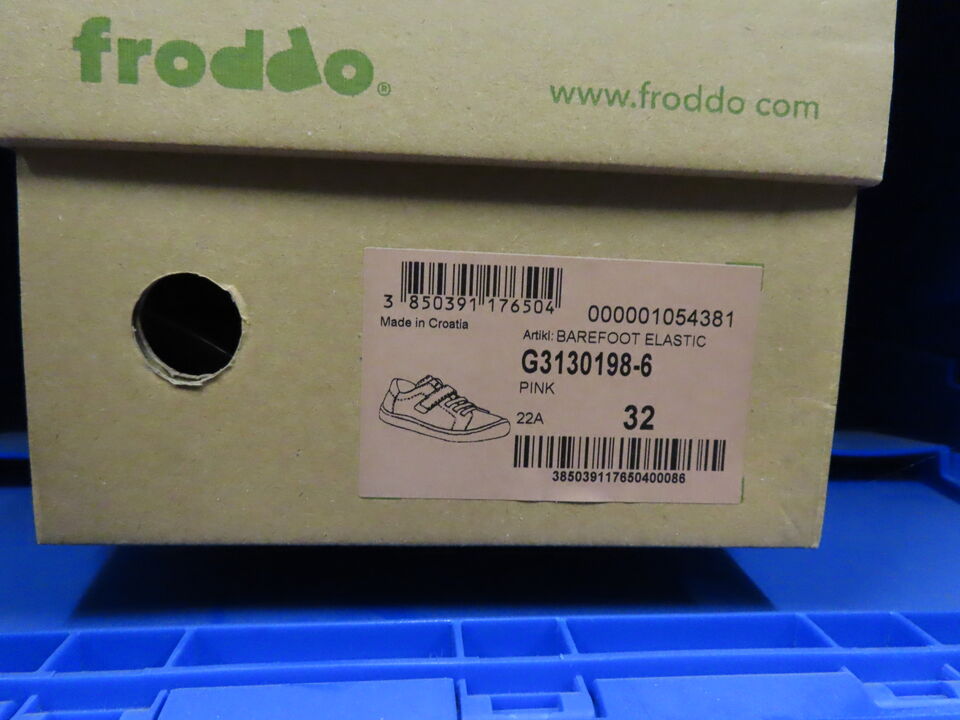 froddo®
www.froddo com
3 850391 176504
000001054381
Made in Croatia
Artikl: BAREFOOT ELASTIC
G3130198-6
PINK
22A
32
385039117650400086